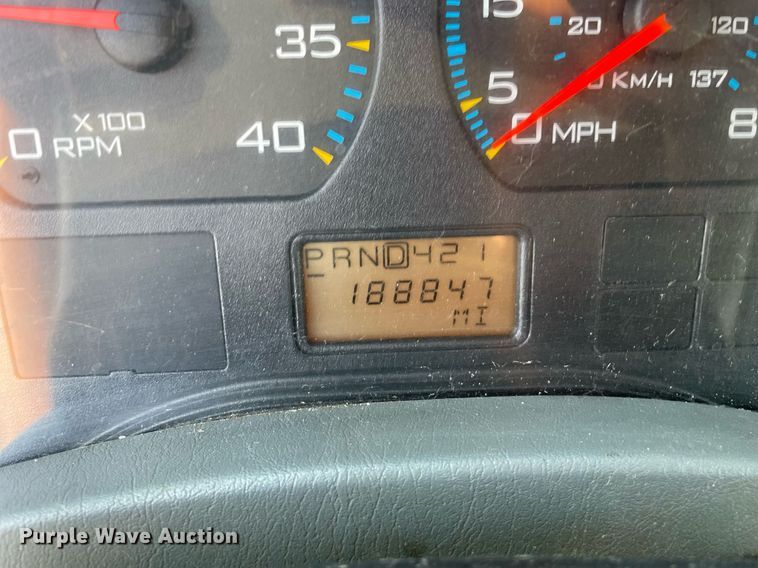 35
X100
0 RPM
40
15
20
120
5
KM/H 137
0 MPH
8
PRND421
188847
MI
Purple Wave Auction